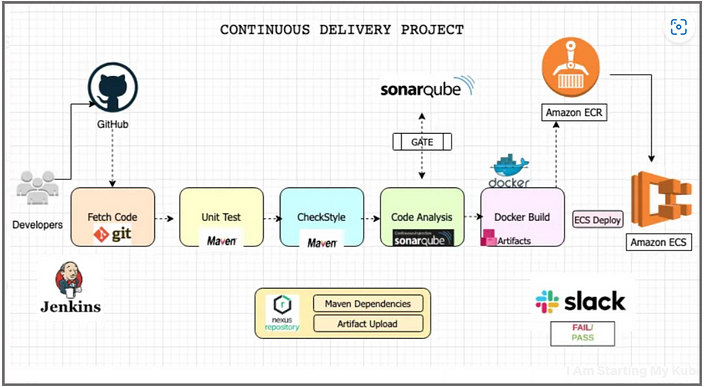 CONTINUOUS DELIVERY PROJECT
GitHub
sonarqube
GATE
docker
Amazon ECR
Developers
Fetch Code
git
Unit Test
Maven
CheckStyle
Maven
Code Analysis
sonarqube
Docker Build
Artifacts
ECS Deploy
Amazon ECS
Jenkins
nexus
repository
Maven Dependencies
Artifact Upload
slack
FAIL/
PASS
I Am Starting My Kub